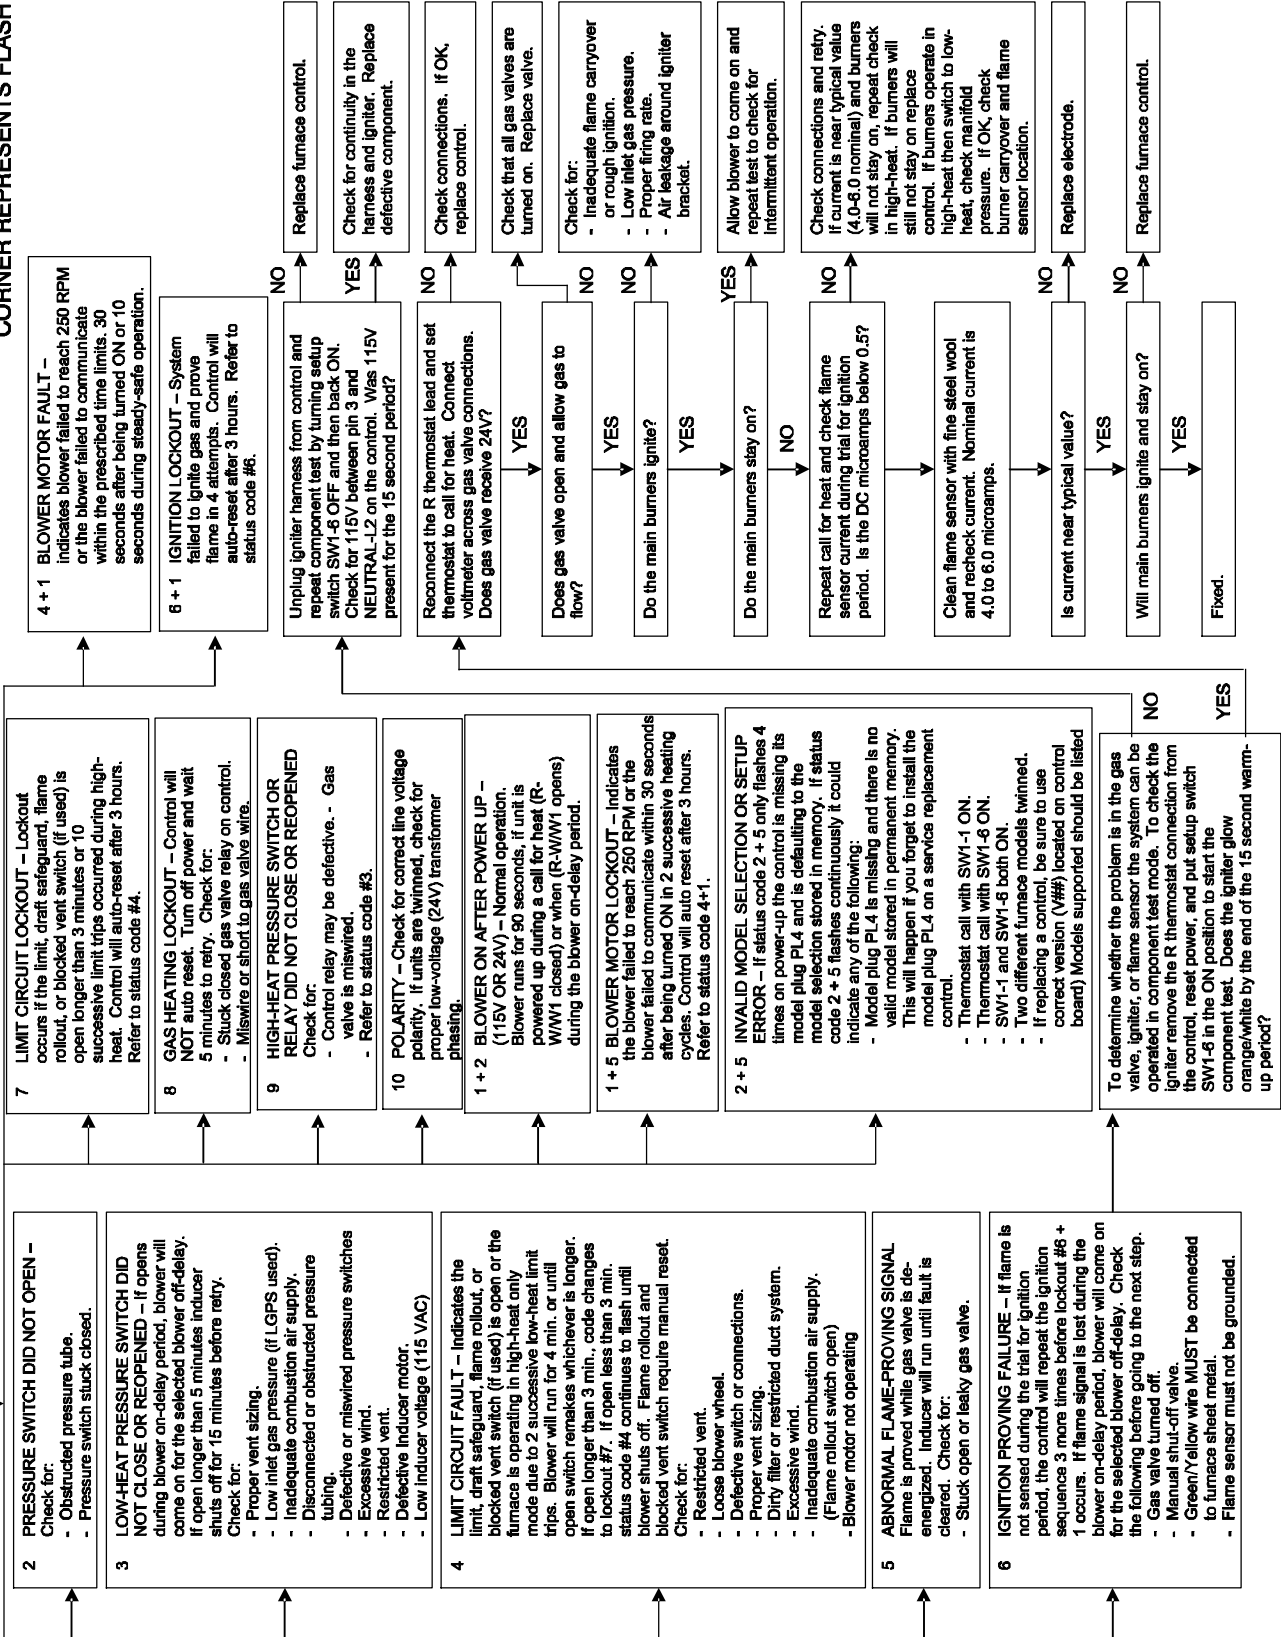 CORNER REPRESENTS FLASH
2 PRESSURE SWITCH DID NOT OPEN –
Check for:
- Obstructed pressure tube.
- Pressure switch stuck closed.
3 LOW-HEAT PRESSURE SWITCH DID
NOT CLOSE OR REOPENED – If opens
during blower on-delay period, blower will
come on for the selected blower off-delay.
If open longer than 5 minutes inducer
shuts off for 15 minutes before retry.
Check for:
- Proper vent sizing.
- Low inlet gas pressure (if LGPS used).
- Inadequate combustion air supply.
- Disconnected or obstructed pressure
tubing.
- Defective or miswired pressure switches
- Excessive wind.
- Restricted vent.
- Defective Inducer motor.
- Low inducer voltage (115 VAC)
4 LIMIT CIRCUIT FAULT – Indicates the
limit, draft safeguard, flame rollout, or
blocked vent switch (if used) is open or the
furnace is operating in high-heat only
mode due to 2 successive low-heat limit
trips. Blower will run for 4 min. or until
open switch remakes whichever is longer.
If open longer than 3 min., code changes
to lockout #7. If open less than 3 min.
status code #4 continues to flash until
blower shuts off. Flame rollout and
blocked vent switch require manual reset.
Check for:
- Restricted vent.
- Loose blower wheel.
- Defective switch or connections.
- Proper vent sizing.
- Dirty filter or restricted duct system.
- Excessive wind.
- Inadequate combustion air supply.
(Flame rollout switch open)
- Blower motor not operating
5 ABNORMAL FLAME-PROVING SIGNAL
Flame is proved while gas valve is de-
energized. Inducer will run until fault is
cleared. Check for:
- Stuck open or leaky gas valve.
6 IGNITION PROVING FAILURE – If flame is
not sensed during the trial for ignition
period, the control will repeat the ignition
sequence 3 more times before lockout #6 +
1 occurs. If flame signal is lost during the
blower on-delay period, blower will come on
for the selected blower off-delay. Check
the following before going to the next step.
- Gas valve turned off.
- Manual shut-off valve.
- Green/Yellow wire MUST be connected
to furnace sheet metal.
- Flame sensor must not be grounded.
7 LIMIT CIRCUIT LOCKOUT – Lockout
occurs if the limit, draft safeguard, flame
rollout, or blocked vent switch (if used) is
open longer than 3 minutes or 10
successive limit trips occurred during high-
heat. Control will auto-reset after 3 hours.
Refer to status code #4.
8 GAS HEATING LOCKOUT – Control will
NOT auto reset. Turn off power and wait
5 minutes to retry. Check for:
- Stuck closed gas valve relay on control.
- Miswire or short to gas valve wire.
9 HIGH-HEAT PRESSURE SWITCH OR
RELAY DID NOT CLOSE OR REOPENED
Check for:
- Control relay may be defective. - Gas
valve is miswired.
- Refer to status code #3.
10 POLARITY – Check for correct line voltage
polarity. If units are twinned, check for
proper low-voltage (24V) transformer
phasing.
1 + 2 BLOWER ON AFTER POWER UP –
(115V OR 24V) – Normal operation.
Blower runs for 90 seconds, if unit is
powered up during a call for heat (R-
W/W1 closed) or when (R-W/W1 opens)
during the blower on-delay period.
1 + 5 BLOWER MOTOR LOCKOUT – Indicates
the blower failed to reach 250 RPM or the
blower failed to communicate within 30 seconds
after being turned ON in 2 successive heating
cycles. Control will auto reset after 3 hours.
Refer to status code 4+1.
2 + 5 INVALID MODEL SELECTION OR SETUP
ERROR – If status code 2 + 5 only flashes 4
times on power-up the control is missing its
model plug PL4 and is defaulting to the
model selection stored in memory. If status
code 2 + 5 flashes continuously it could
indicate any of the following:
- Model plug PL4 is missing and there is no
valid model stored in permanent memory.
This will happen if you forget to install the
model plug PL4 on a service replacement
control.
- Thermostat call with SW1-1 ON.
- Thermostat call with SW1-6 ON.
- SW1-1 and SW1-6 both ON.
- Two different furnace models twinned.
- If replacing a control, be sure to use
correct version (V##) located on control
board) Models supported should be listed
To determine whether the problem is in the gas
valve, igniter, or flame sensor the system can be
operated in component test mode. To check the
igniter remove the R thermostat connection from
the control, reset power, and put setup switch
SW1-6 in the ON position to start the
component test. Does the igniter glow
orange/white by the end of the 15 second warm-
up period?
NO
YES
4 + 1 BLOWER MOTOR FAULT –
indicates blower failed to reach 250 RPM
or the blower failed to communicate
within the prescribed time limits. 30
seconds after being turned ON or 10
seconds during steady-safe operation.
6 + 1 IGNITION LOCKOUT – System
failed to ignite gas and prove
flame in 4 attempts. Control will
auto-reset after 3 hours. Refer to
status code #6.
Unplug igniter harness from control and
repeat component test by turning setup
switch SW1-6 OFF and then back ON.
Check for 115V between pin 3 and
NEUTRAL-L2 on the control. Was 115V
present for the 15 second period?
NO
Replace furnace control.
YES
Check for continuity in the
harness and igniter. Replace
defective component.
Reconnect the R thermostat lead and set
thermostat to call for heat. Connect
voltmeter across gas valve connections.
Does gas valve receive 24V?
NO
Check connections. If OK,
replace control.
YES
Does gas valve open and allow gas to
flow?
NO
Check that all gas valves are
turned on. Replace valve.
YES
Do the main burners ignite?
NO
Check for:
- Inadequate flame carryover
or rough ignition.
- Low inlet gas pressure.
- Proper firing rate.
- Air leakage around igniter
bracket.
YES
Do the main burners stay on?
YES
Allow blower to come on and
repeat test to check for
intermittent operation.
NO
Repeat call for heat and check flame
sensor current during trial for ignition
period. Is the DC microamps below 0.5?
NO
Check connections and retry.
If current is near typical value
(4.0-6.0 nominal) and burners
will not stay on, repeat check
in high-heat. If burners will
still not stay on replace
control. If burners operate in
high-heat then switch to low-
heat, check manifold
pressure. If OK, check
burner carryover and flame
sensor location.
Clean flame sensor with fine steel wool
and recheck current. Nominal current is
4.0 to 6.0 microamps.
Is current near typical value?
NO
Replace electrode.
YES
Will main burners ignite and stay on?
NO
Replace furnace control.
YES
Fixed.